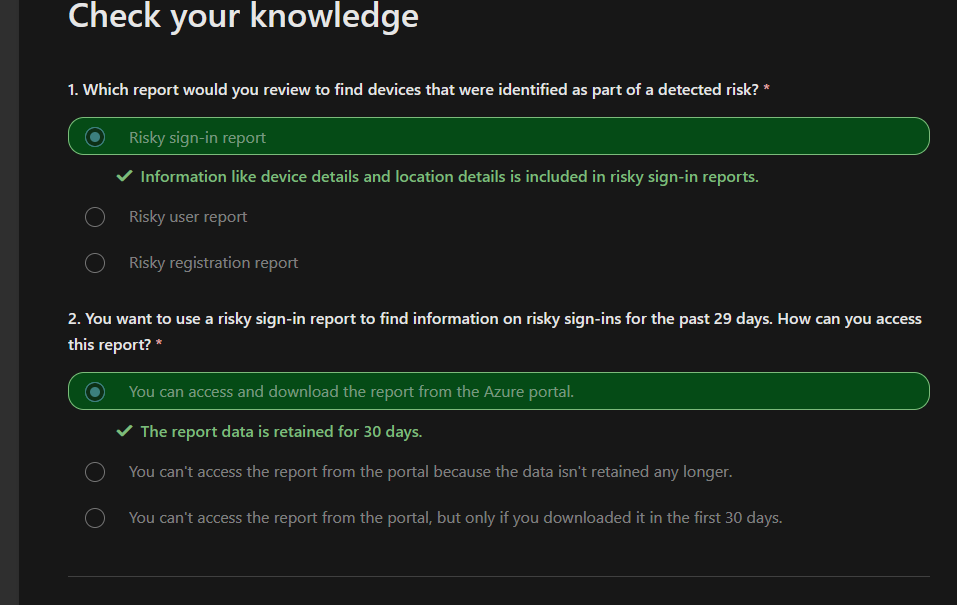 Check your knowledge
1. Which report would you review to find devices that were identified as part of a detected risk? *
Risky sign-in report
Information like device details and location details is included in risky sign-in reports.
Risky user report
Risky registration report
2. You want to use a risky sign-in report to find information on risky sign-ins for the past 29 days. How can you access
this report? *
You can access and download the report from the Azure portal.
The report data is retained for 30 days.
You can't access the report from the portal because the data isn't retained any longer.
You can't access the report from the portal, but only if you downloaded it in the first 30 days.